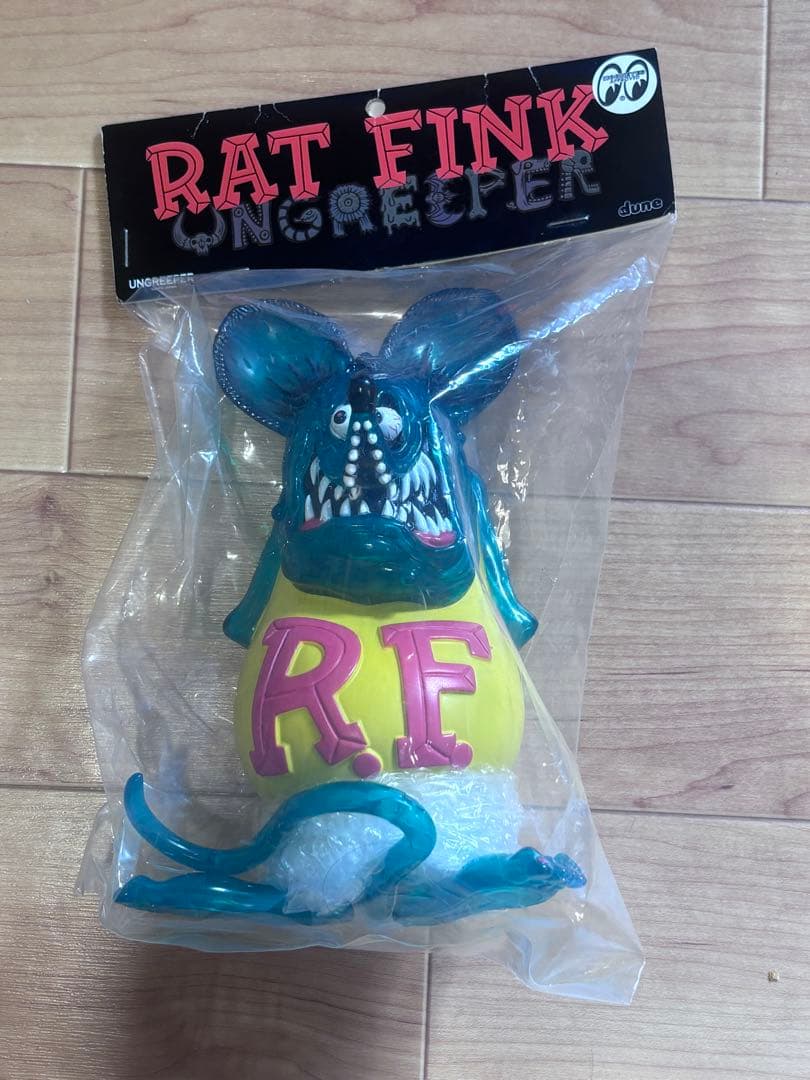 RAT FINK
UNGREEPER
dune
UNGREEPER
R.F.